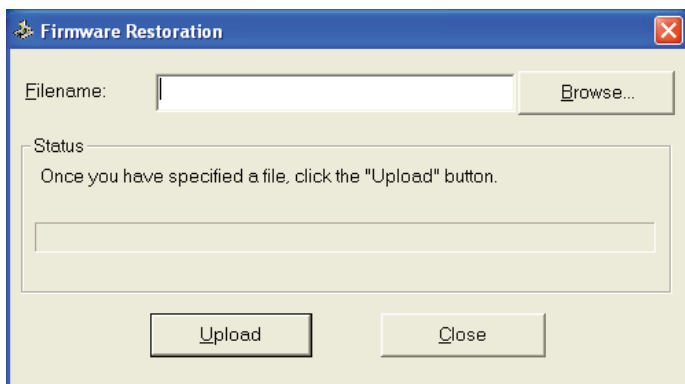 Firmware Restoration
Filename:
Browse...
Status
Once you have specified a file, click the "Upload" button.
Upload
Close